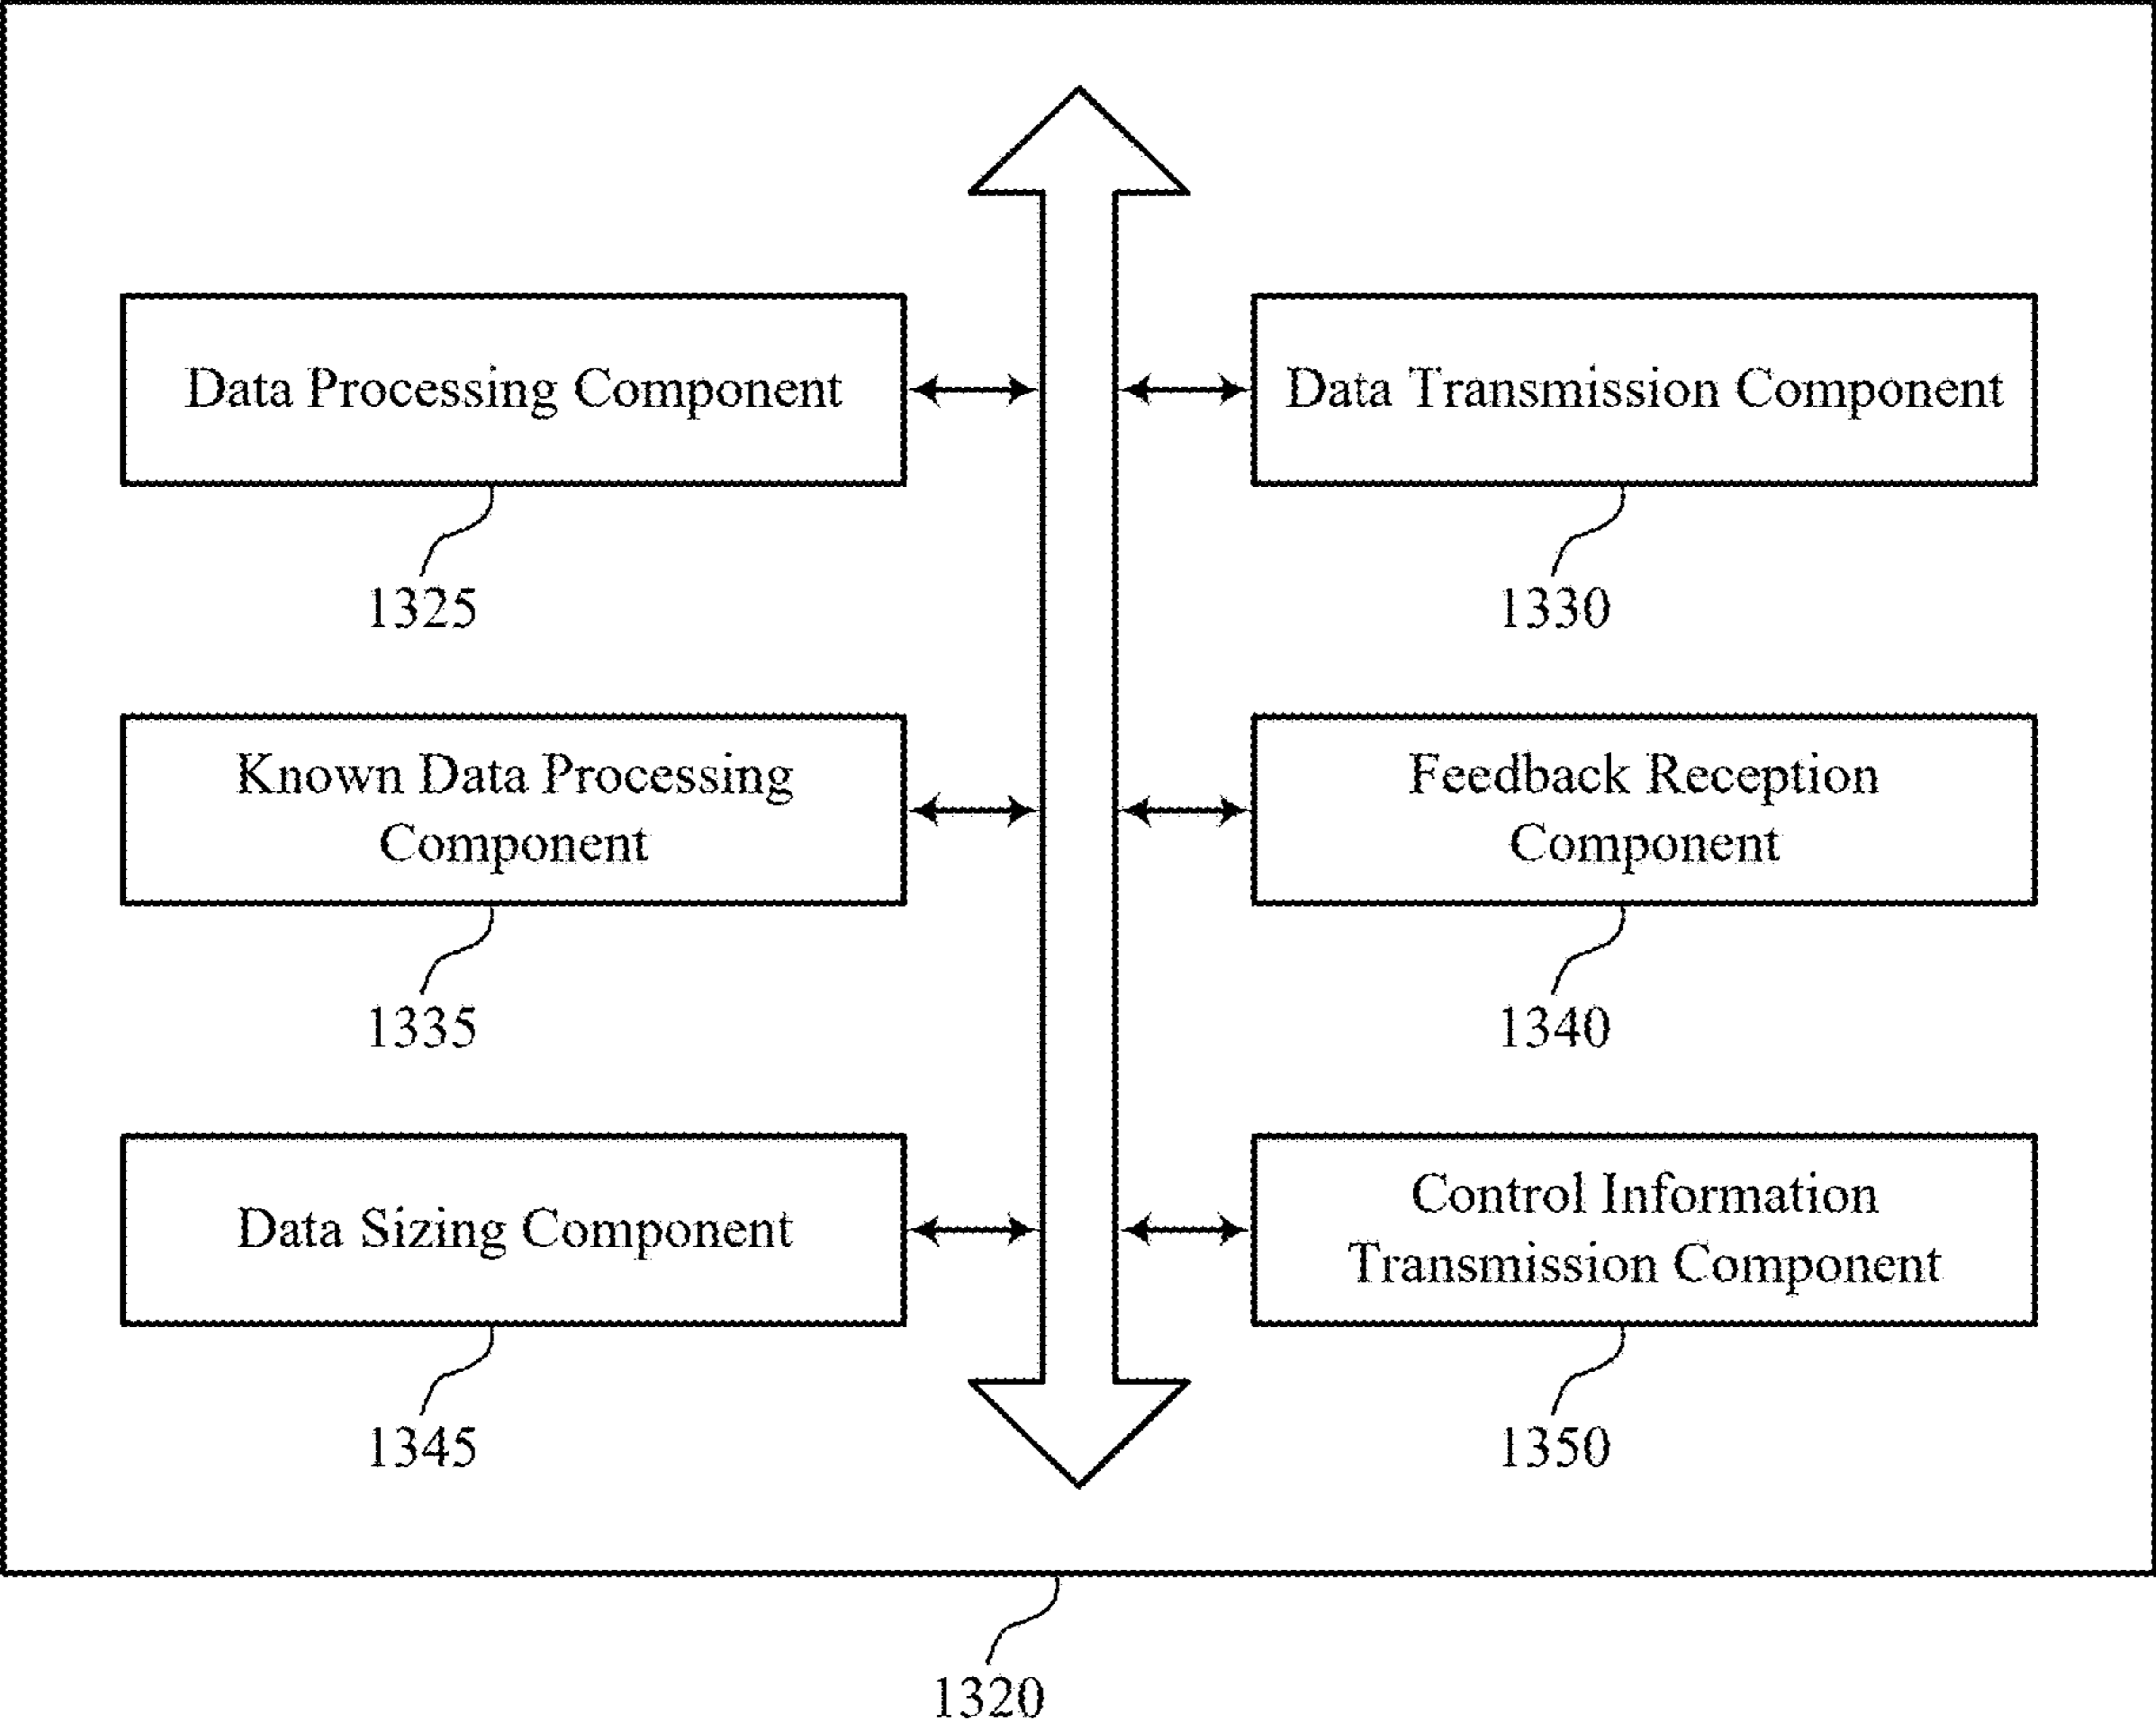 Data Processing Component
Data Transmission Component
1325
1330
Known Data Processing
Component
Feedback Reception
Component
1335
1340
Data Sizing Component
Control Information
Transmission Component
1345
1350
1320